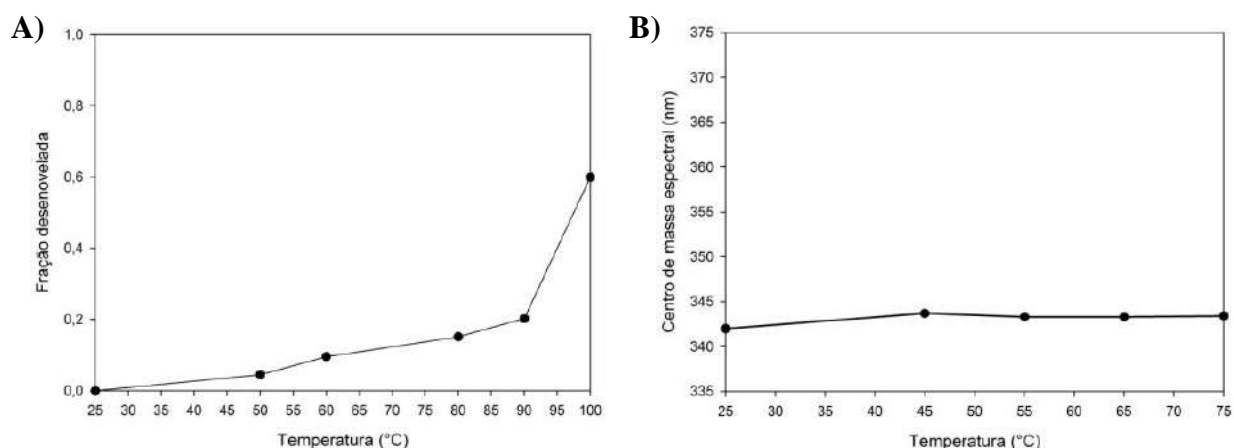 A)
1,0
0,8
0,6
0,4
0,2
0,0
Fração desenovelada
25 30 35 40 45 50 55 60 65 70 75 80 85 90 95 100
Temperatura (°C)
B)
375
370
365
360
355
350
345
340
335
Centro de massa espectral (nm)
25 30 35 40 45 50 55 60 65 70 75
Temperatura (°C)